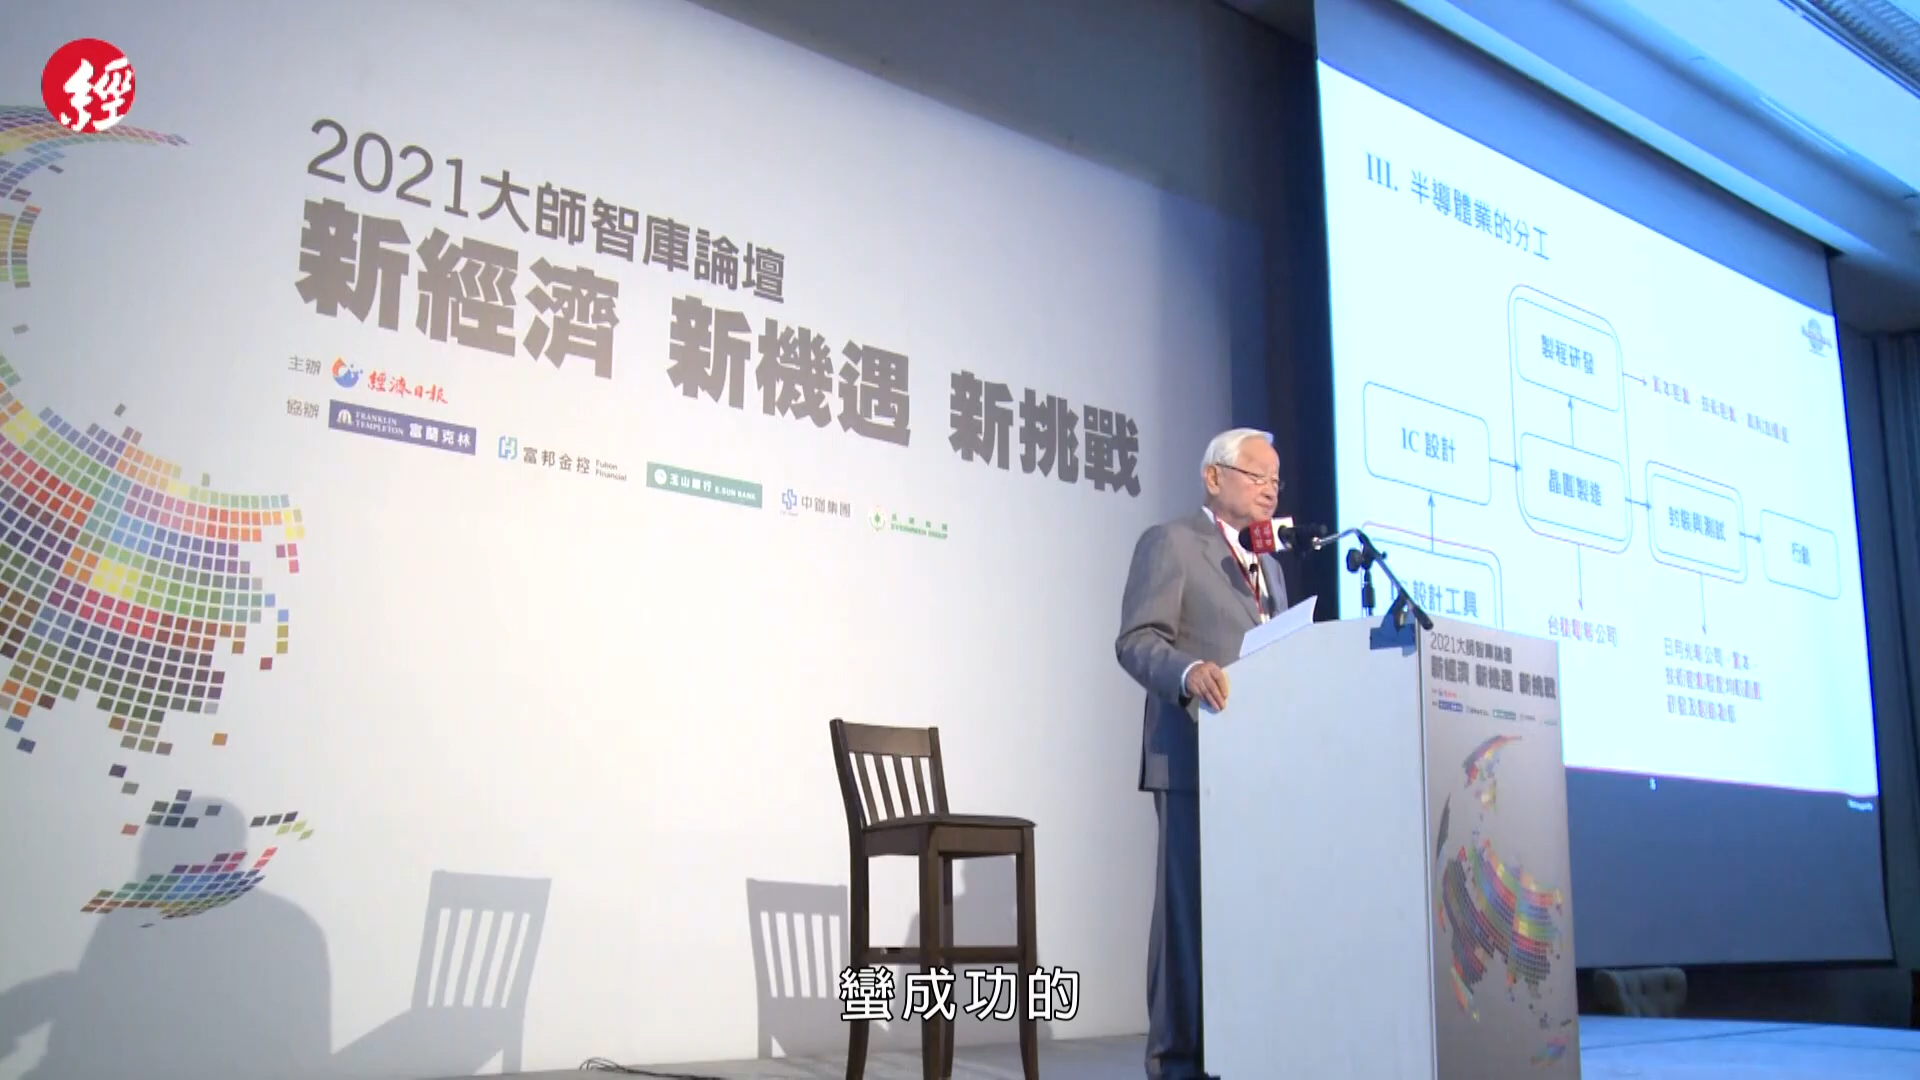 經
2021大師智庫論壇
新經濟 新機遇 新挑戰
主辦 經濟日報
協辦 FRANKLIN TEMPLETON 富蘭克林 富邦金控 Fubon Financial 玉山銀行 E.SUN BANK 中鋼集團 長榮集團 EVERGREEN GROUP
III. 半導體業的分工
製程研發
IC 設計
晶圓製造
封裝與測試
行銷
設計工具
台積電等公司
日月光等公司
2021大師智庫論壇
新經濟 新機遇 新挑戰
蠻成功的